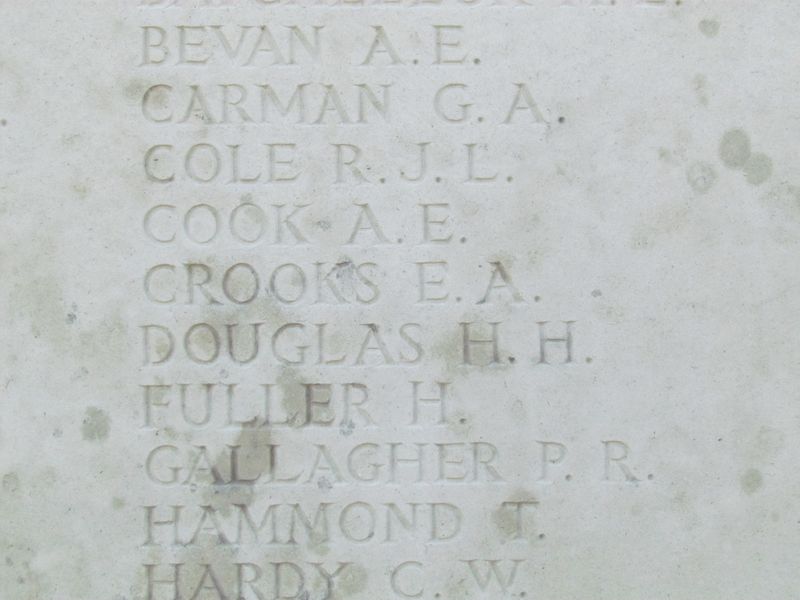 BEVAN A.E.
CARMAN G.A.
COLE R.J.L.
COOK A.E.
CROOKS E.A.
DOUGLAS H.H.
FULLER H.
GALLAGHER P.R.
HAMMOND T.
HARDY C.W.